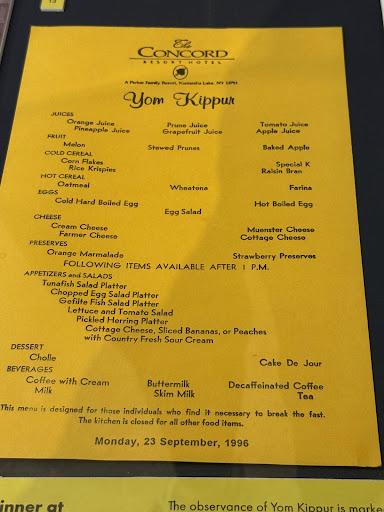 13
The
CONCORD
RESORT HOTEL
A Parker Family Resort, Kiamesha Lake, NY 12751
Yom Kippur
JUICES
Orange Juice Prune Juice Tomato Juice
Pineapple Juice Grapefruit Juice Apple Juice
FRUIT
Melon Stewed Prunes Baked Apple
COLD CEREAL
Corn Flakes Special K
Rice Krispies Raisin Bran
HOT CEREAL
Oatmeal Wheatena Farina
EGGS
Cold Hard Boiled Egg Hot Boiled Egg
Egg Salad
CHEESE
Cream Cheese Muenster Cheese
Farmer Cheese Cottage Cheese
PRESERVES
Orange Marmalade Strawberry Preserves
FOLLOWING ITEMS AVAILABLE AFTER 1 P.M.
APPETIZERS and SALADS
Tunafish Salad Platter
Chopped Egg Salad Platter
Gefilte Fish Salad Platter
Lettuce and Tomato Salad
Pickled Herring Platter
Cottage Cheese, Sliced Bananas, or Peaches
with Country Fresh Sour Cream
DESSERT
Cholle Cake De Jour
BEVERAGES
Coffee with Cream Buttermilk Decaffeinated Coffee
Milk Skim Milk Tea
This menu is designed for those individuals who find it necessary to break the fast.
The kitchen is closed for all other food items.
Monday, 23 September, 1996
inner at
The observance of Yom Kippur is marke